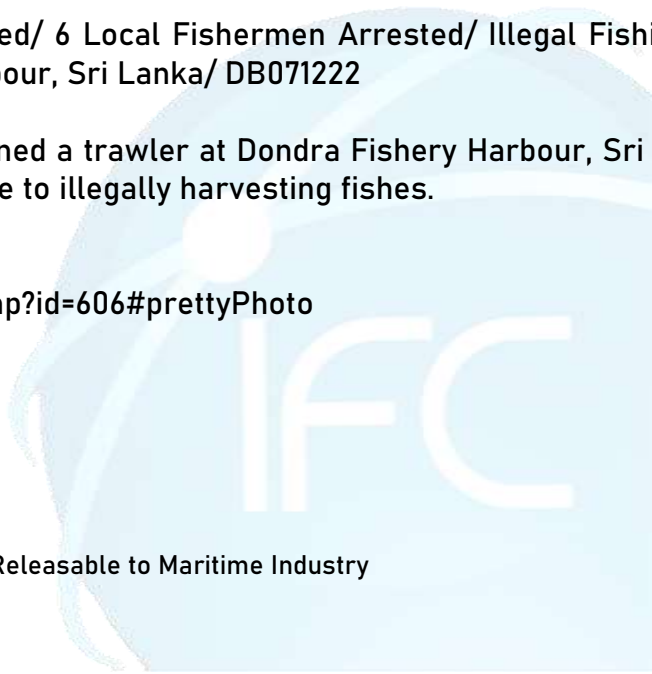 ed/ 6 Local Fishermen Arrested/ Illegal Fishi
our, Sri Lanka/ DB071222
ned a trawler at Dondra Fishery Harbour, Sri
e to illegally harvesting fishes.
hp?id=606#prettyPhoto
IFC
Releasable to Maritime Industry